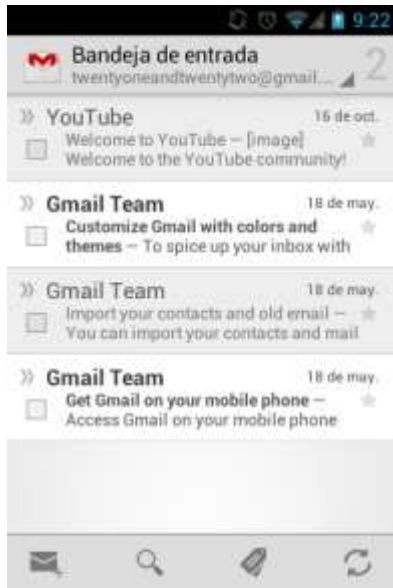 9:22
Bandeja de entrada
twentyoneandtwentytwo@gmail...
2
YouTube
16 de oct.
Welcome to YouTube – [image]
Welcome to the YouTube community!
Gmail Team
18 de may.
Customize Gmail with colors and
themes – To spice up your inbox with
Gmail Team
18 de may.
Import your contacts and old email –
You can import your contacts and mail
Gmail Team
18 de may.
Get Gmail on your mobile phone –
Access Gmail on your mobile phone